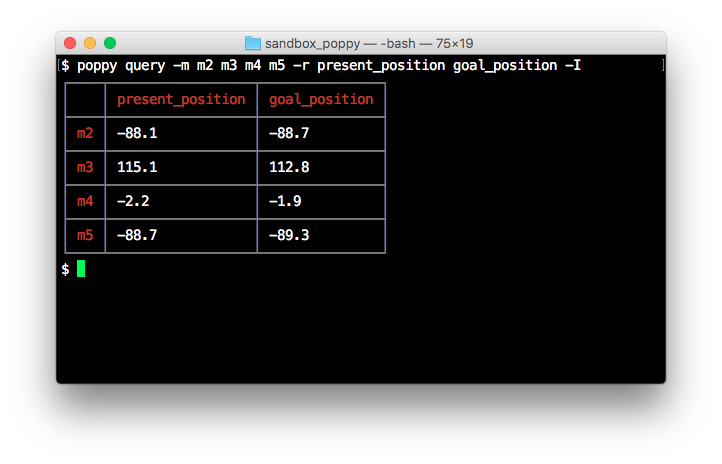 sandbox_poppy — -bash — 75×19
[$ poppy query -m m2 m3 m4 m5 -r present_position goal_position -I ]
present_position goal_position
m2 -88.1 -88.7
m3 115.1 112.8
m4 -2.2 -1.9
m5 -88.7 -89.3
$